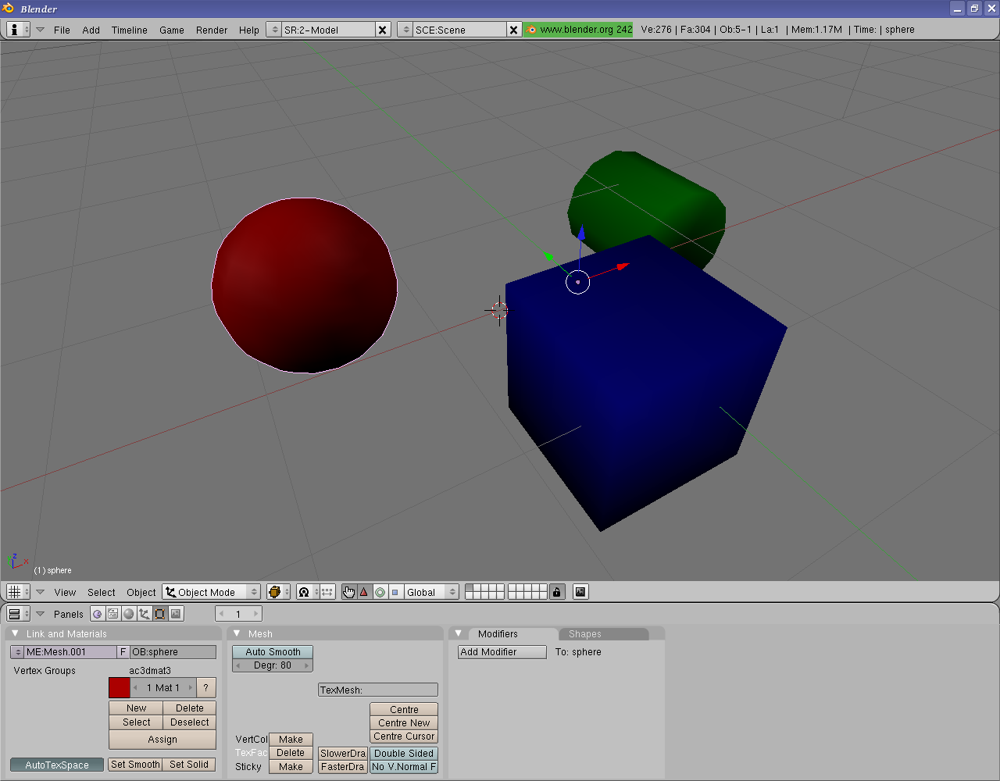 Blender
File Add Timeline Game Render Help SR:2-Model SCE:Scene www.blender.org 242 Ve:276 | Fa:304 | Ob:5-1 | La:1 | Mem:1.17M | Time: | sphere
z
x
(1) sphere
View Select Object Object Mode Global
Panels 1
Link and Materials Mesh Modifiers Shapes
ME:Mesh.001 F OB:sphere Auto Smooth Add Modifier To: sphere
Degr: 80
Vertex Groups ac3dmat3
1 Mat 1 ? TexMesh:
New Delete Centre
Select Deselect Centre New
Assign VertCol Make Centre Cursor
TexFac Delete SlowerDra Double Sided
AutoTexSpace Set Smooth Set Solid Sticky Make FasterDra No V.Normal F